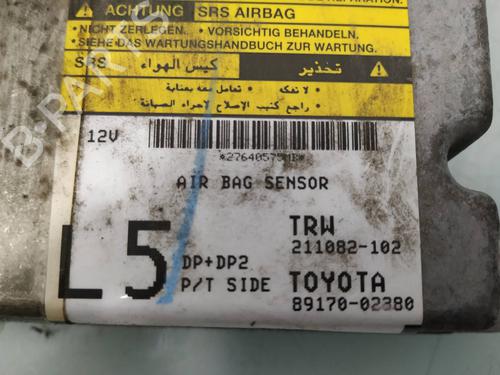 ACHTUNG SRS AIRBAG
•NICHT ZERLEGEN. •VORSICHTIG BEHANDELN.
•SIEHE DAS WARTUNGSHANDBUCH ZUR WARTUNG.
SRS كيس الهواء تحذير
• لا تفكه • تعامل معه بعناية
• راجع كتيب الإصلاح لاجراء الصيانة
12V
AIR BAG SENSOR
L5
DP+DP2
P/T SIDE
TRW
211082-102
TOYOTA
89170-02380
B-PARTS